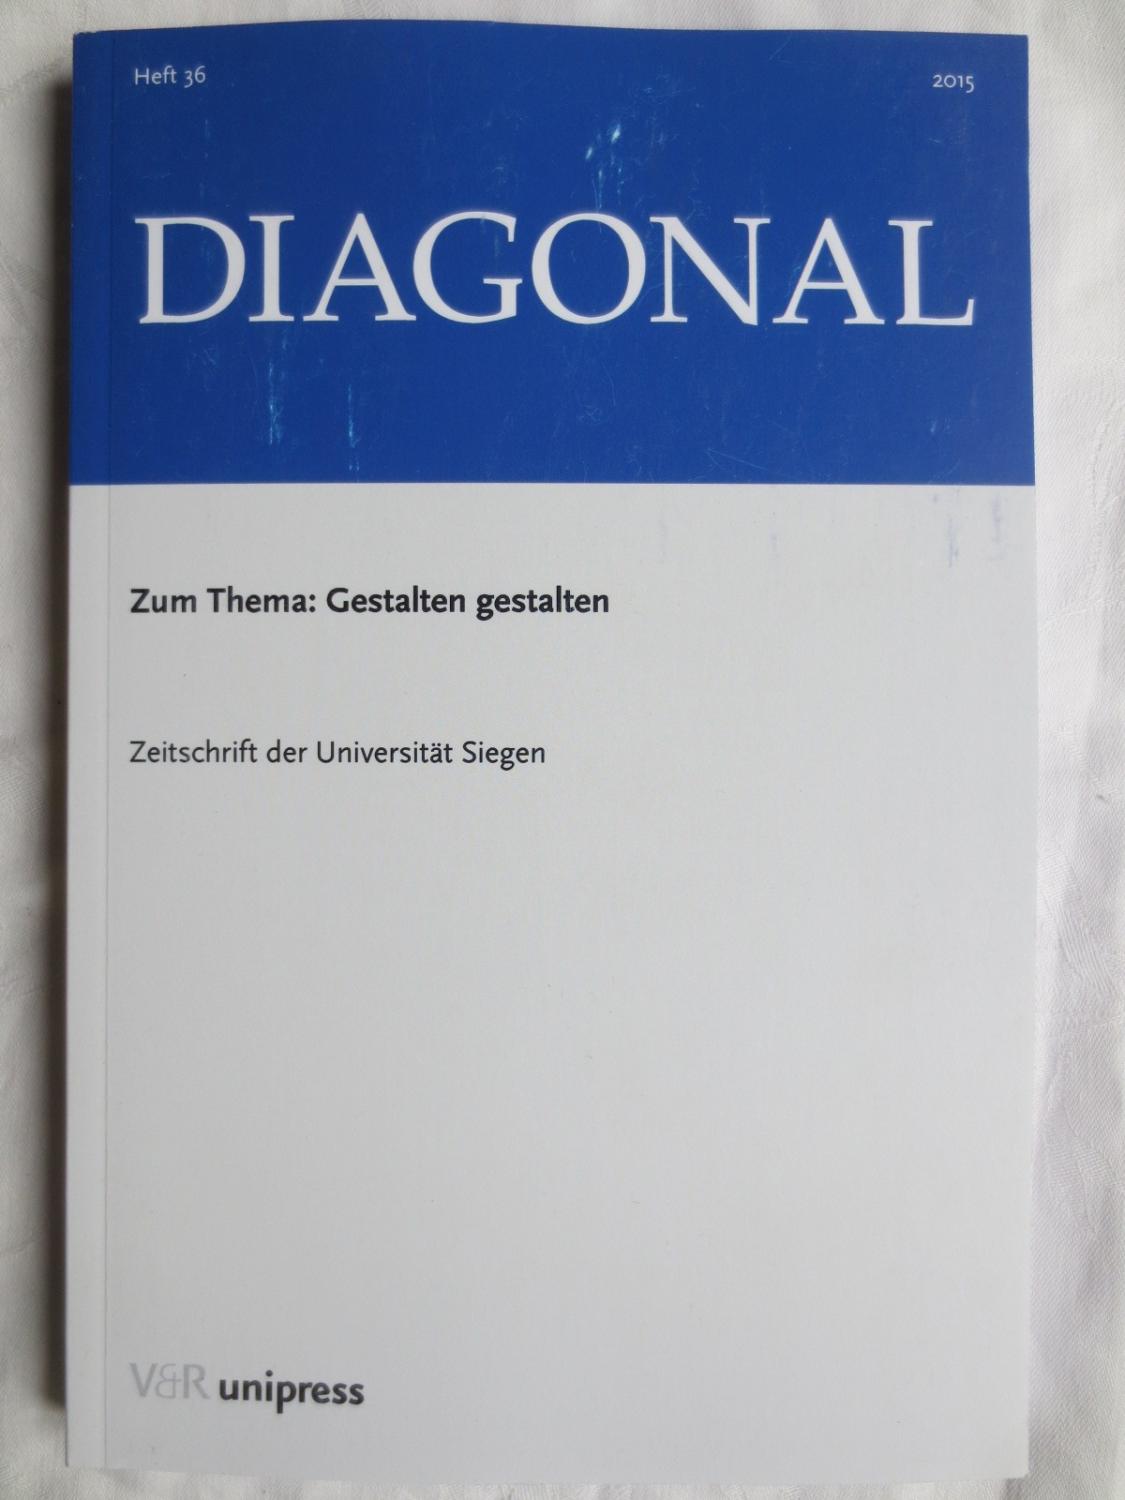 Heft 36 2015
DIAGONAL
Zum Thema: Gestalten gestalten
Zeitschrift der Universität Siegen
V&R unipress